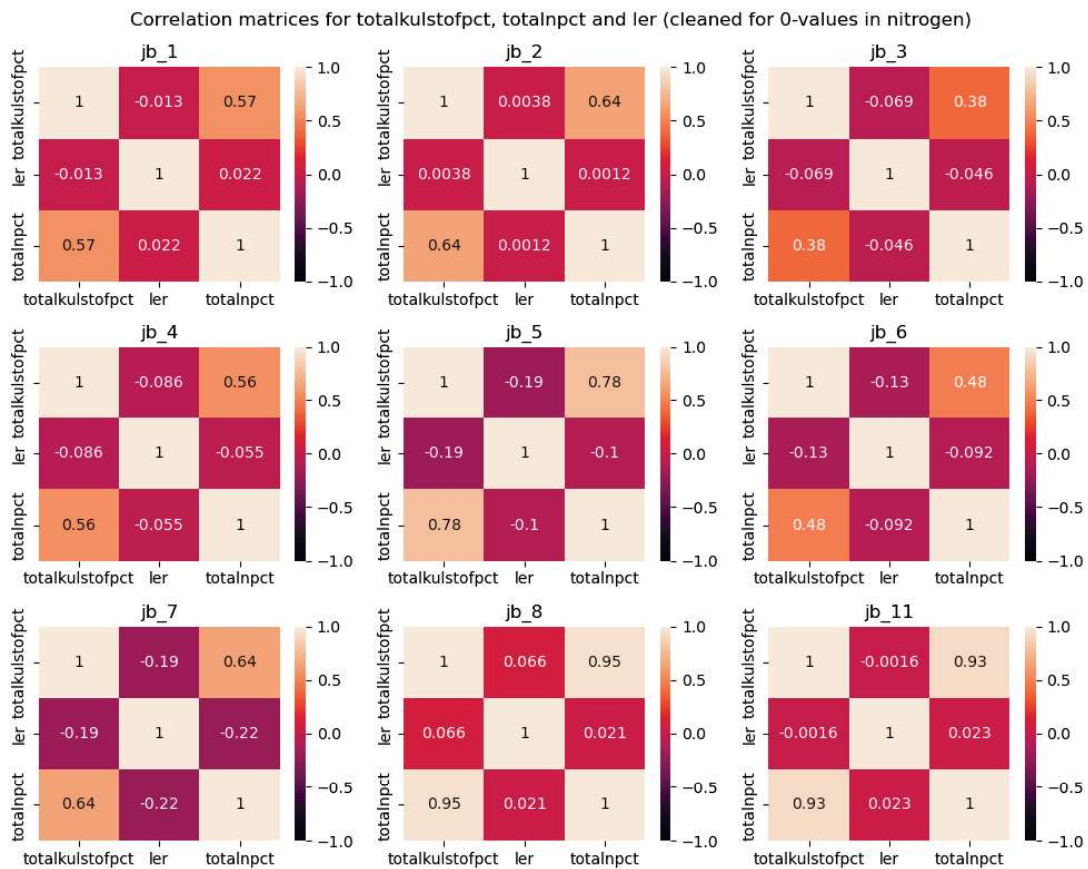 Correlation matrices for totalkulstofpct, totalnpct and ler (cleaned for 0-values in nitrogen)
jb_1
totalkulstofpct
ler
totalnpct
1 -0.013 0.57
-0.013 1 0.022
0.57 0.022 1
totalkulstofpct ler totalnpct
1.0
0.5
0.0
−0.5
−1.0
jb_2
totalkulstofpct
ler
totalnpct
1 0.0038 0.64
0.0038 1 0.0012
0.64 0.0012 1
totalkulstofpct ler totalnpct
1.0
0.5
0.0
−0.5
−1.0
jb_3
totalkulstofpct
ler
totalnpct
1 -0.069 0.38
-0.069 1 -0.046
0.38 -0.046 1
totalkulstofpct ler totalnpct
1.0
0.5
0.0
−0.5
−1.0
jb_4
totalkulstofpct
ler
totalnpct
1 -0.086 0.56
-0.086 1 -0.055
0.56 -0.055 1
totalkulstofpct ler totalnpct
1.0
0.5
0.0
−0.5
−1.0
jb_5
totalkulstofpct
ler
totalnpct
1 -0.19 0.78
-0.19 1 -0.1
0.78 -0.1 1
totalkulstofpct ler totalnpct
1.0
0.5
0.0
−0.5
−1.0
jb_6
totalkulstofpct
ler
totalnpct
1 -0.13 0.48
-0.13 1 -0.092
0.48 -0.092 1
totalkulstofpct ler totalnpct
1.0
0.5
0.0
−0.5
−1.0
jb_7
totalkulstofpct
ler
totalnpct
1 -0.19 0.64
-0.19 1 -0.22
0.64 -0.22 1
totalkulstofpct ler totalnpct
1.0
0.5
0.0
−0.5
−1.0
jb_8
totalkulstofpct
ler
totalnpct
1 0.066 0.95
0.066 1 0.021
0.95 0.021 1
totalkulstofpct ler totalnpct
1.0
0.5
0.0
−0.5
−1.0
jb_11
totalkulstofpct
ler
totalnpct
1 -0.0016 0.93
-0.0016 1 0.023
0.93 0.023 1
totalkulstofpct ler totalnpct
1.0
0.5
0.0
−0.5
−1.0